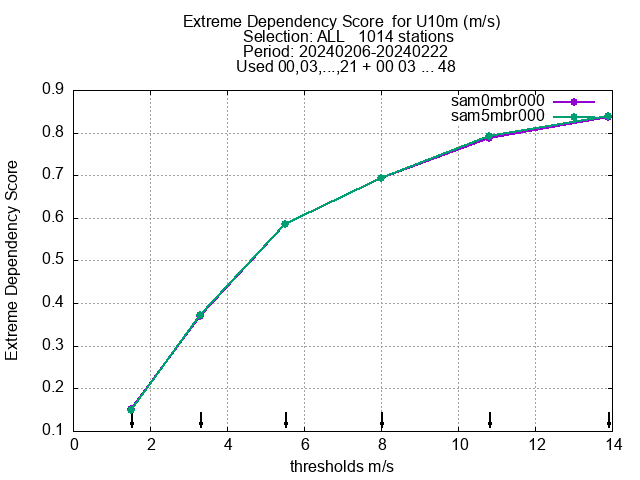 Extreme Dependency Score  for U10m (m/s)
Selection: ALL   1014 stations
Period: 20240206-20240222
Used 00,03,...,21 + 00 03 ... 48
sam0mbr000
sam5mbr000
0.9
0.8
0.7
0.6
0.5
0.4
0.3
0.2
0.1
Extreme Dependency Score
0 2 4 6 8 10 12 14
thresholds m/s